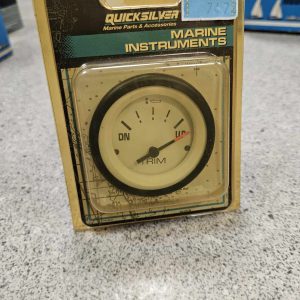 QUICKSILVER
Marine Parts & Accessories
MARINE
INSTRUMENTS
DN UP
TRIM